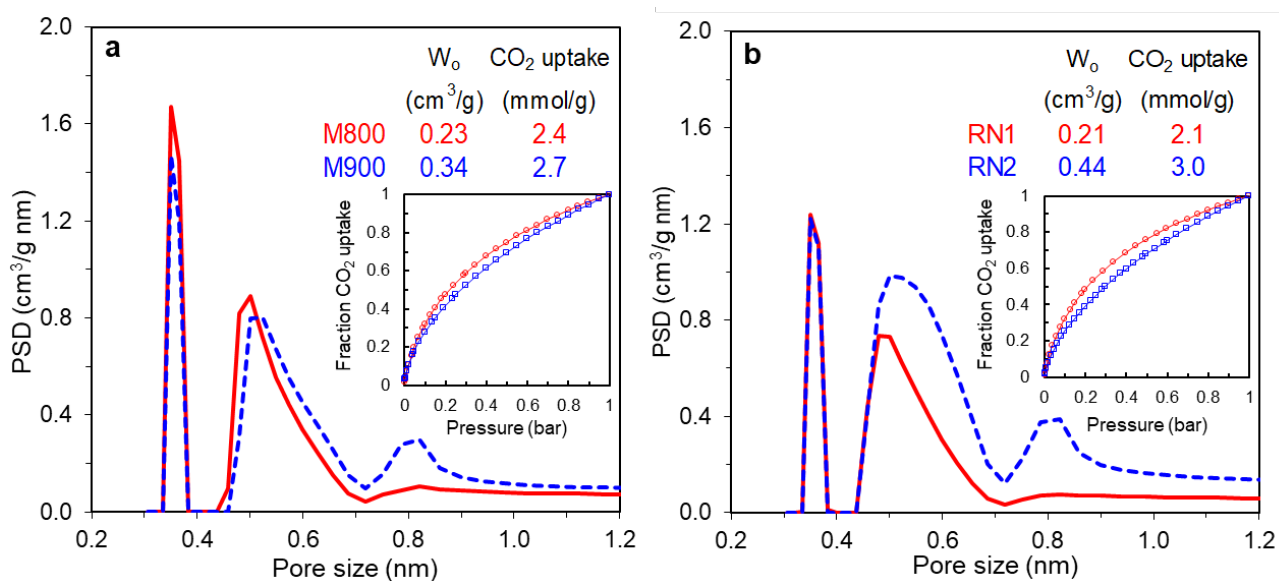 a
W₀ CO₂ uptake
(cm³/g) (mmol/g)
M800 0.23 2.4
M900 0.34 2.7
PSD (cm³/g nm)
2.0
1.6
1.2
0.8
0.4
0.0
0.2 0.4 0.6 0.8 1.0 1.2
Pore size (nm)
Fraction CO₂ uptake
1
0.8
0.6
0.4
0.2
0
0 0.2 0.4 0.6 0.8 1
Pressure (bar)
b
W₀ CO₂ uptake
(cm³/g) (mmol/g)
RN1 0.21 2.1
RN2 0.44 3.0
PSD (cm³/g nm)
2.0
1.6
1.2
0.8
0.4
0.0
0.2 0.4 0.6 0.8 1.0 1.2
Pore size (nm)
Fraction CO₂ uptake
1
0.8
0.6
0.4
0.2
0
0 0.2 0.4 0.6 0.8 1
Pressure (bar)